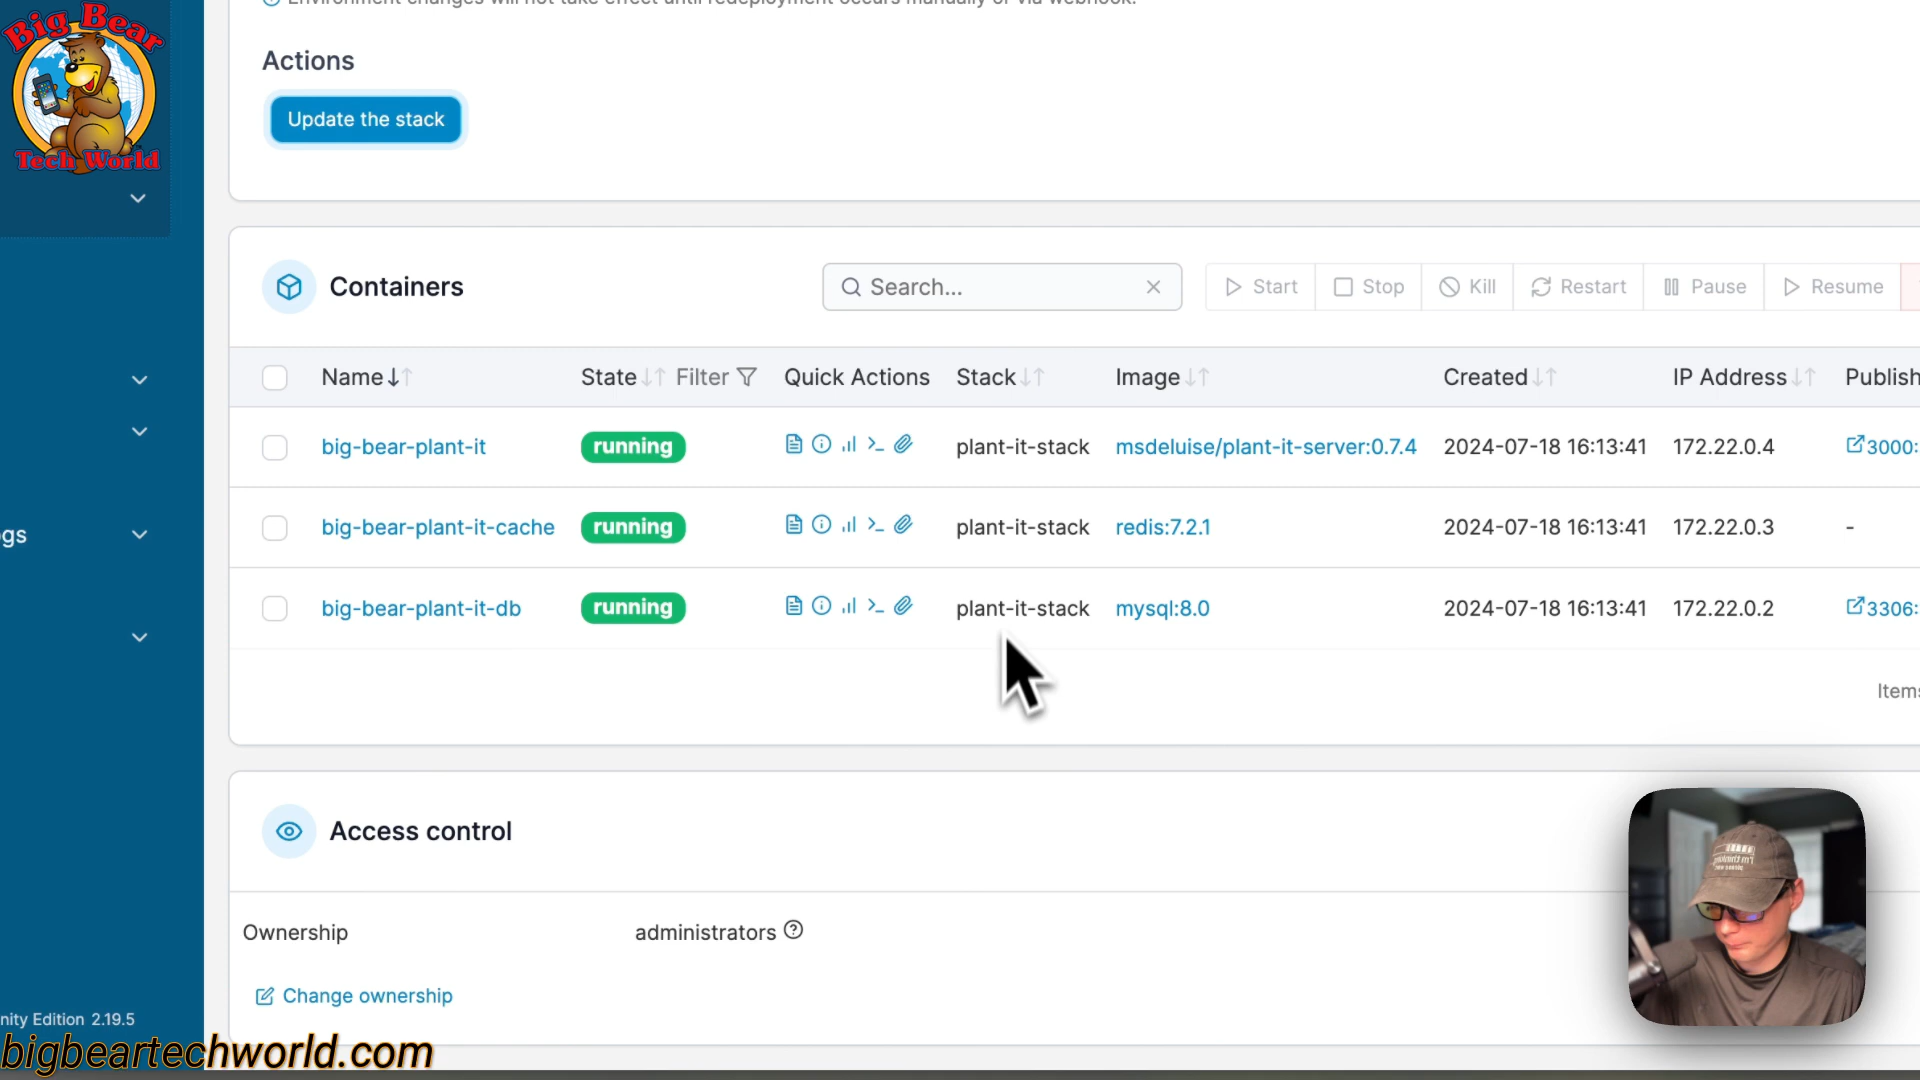 Big Bear
Tech World
Environment changes will not take effect until redeployment occurs manually or via webhook.
Actions
Update the stack
Containers
Search...
Start
Stop
Kill
Restart
Pause
Resume
Name
State
Filter
Quick Actions
Stack
Image
Created
IP Address
Publish
big-bear-plant-it
running
plant-it-stack
msdeluise/plant-it-server:0.7.4
2024-07-18 16:13:41
172.22.0.4
3000:
big-bear-plant-it-cache
running
plant-it-stack
redis:7.2.1
2024-07-18 16:13:41
172.22.0.3
-
big-bear-plant-it-db
running
plant-it-stack
mysql:8.0
2024-07-18 16:13:41
172.22.0.2
3306:
Items
gs
Access control
Ownership
administrators
Change ownership
nity Edition 2.19.5
bigbeartechworld.com